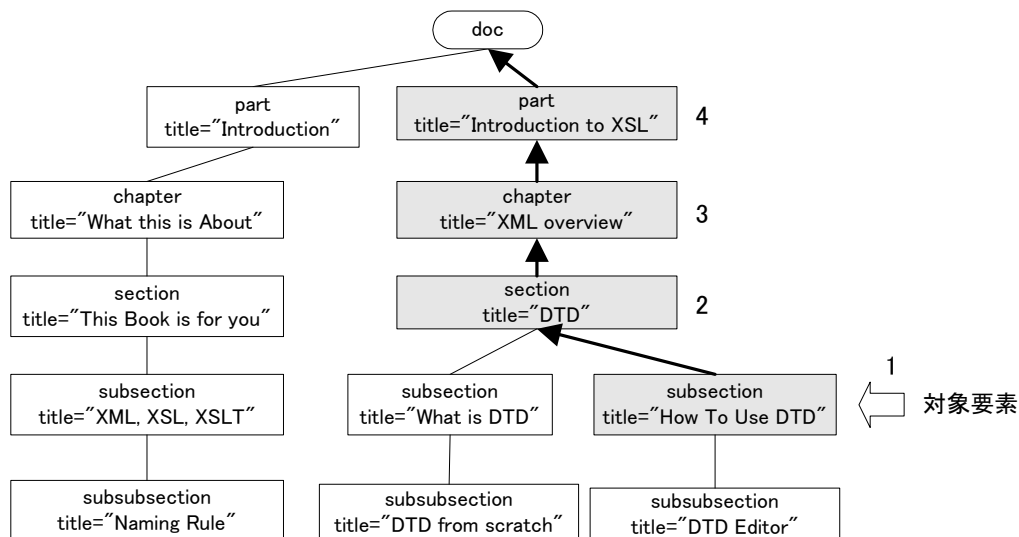 doc
part
title="Introduction"
part
title="Introduction to XSL"
4
chapter
title="What this is About"
chapter
title="XML overview"
3
section
title="This Book is for you"
section
title="DTD"
2
subsection
title="XML, XSL, XSLT"
subsection
title="What is DTD"
subsection
title="How To Use DTD"
1
対象要素
subsubsection
title="Naming Rule"
subsubsection
title="DTD from scratch"
subsubsection
title="DTD Editor"